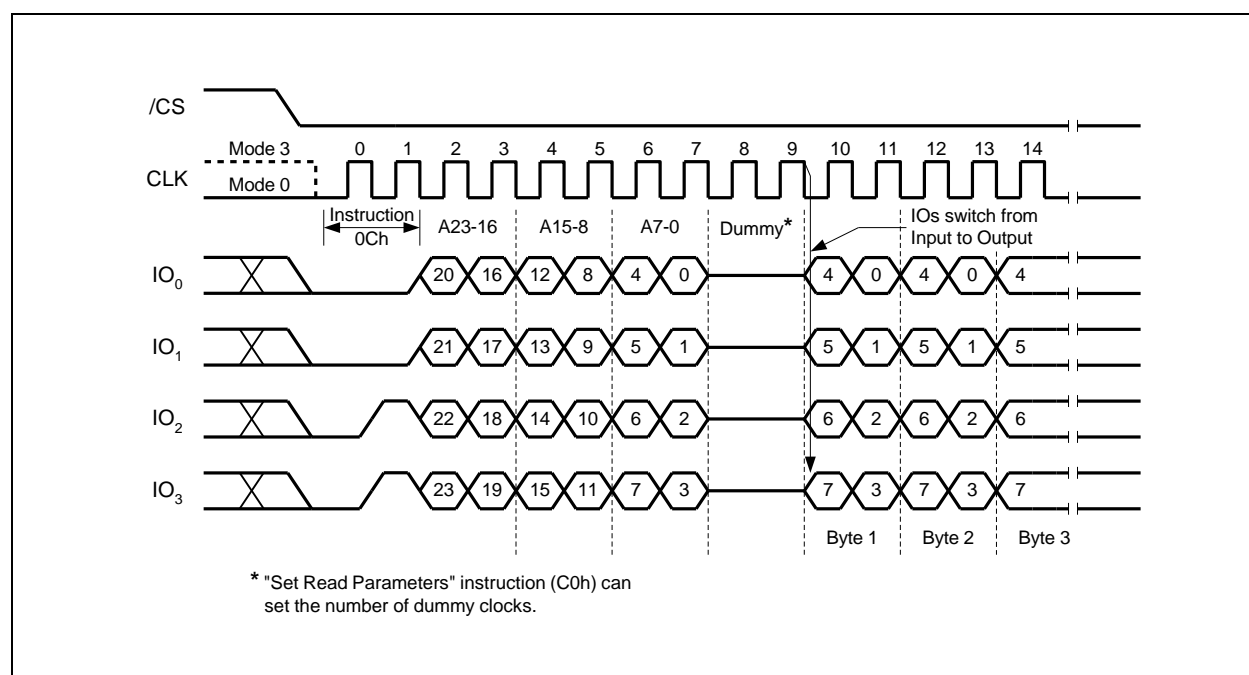 /CS
Mode 3
0 1 2 3 4 5 6 7 8 9 10 11 12 13 14
CLK
Mode 0
Instruction
0Ch
A23-16
A15-8
A7-0
Dummy*
IOs switch from
Input to Output
IO0
20 16 12 8 4 0 4 0 4 0 4
IO1
21 17 13 9 5 1 5 1 5 1 5
IO2
22 18 14 10 6 2 6 2 6 2 6
IO3
23 19 15 11 7 3 7 3 7 3 7
Byte 1
Byte 2
Byte 3
* "Set Read Parameters" instruction (C0h) can
set the number of dummy clocks.